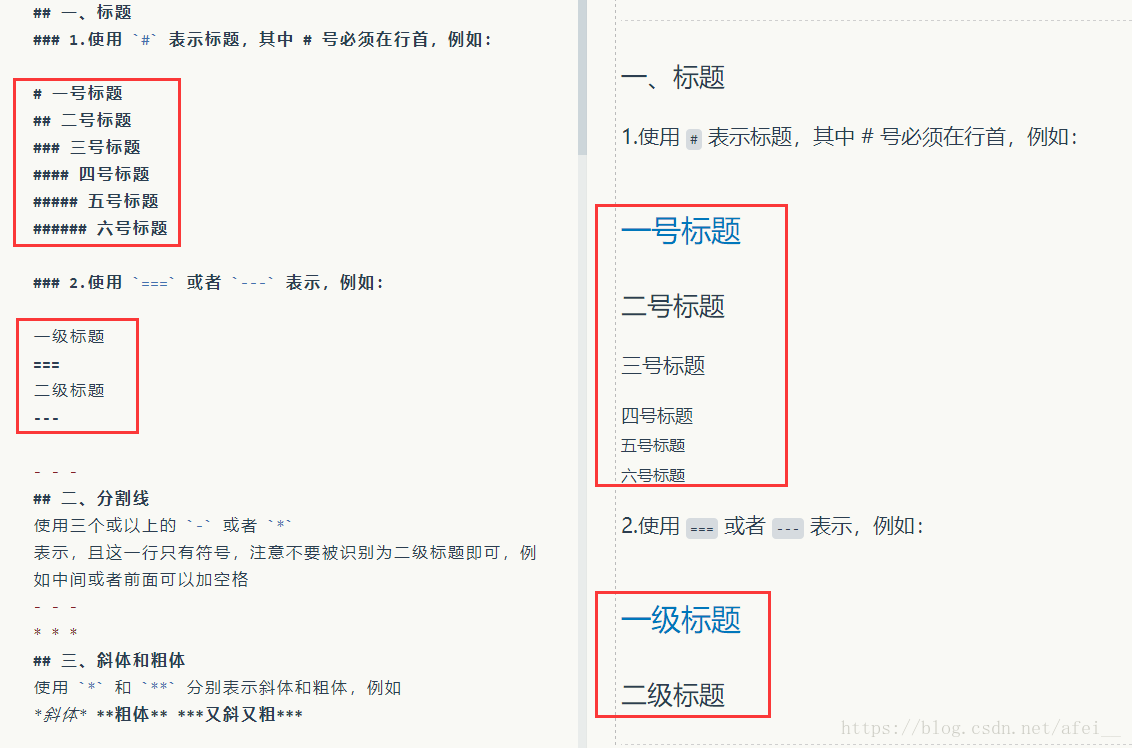 ## 一、标题
### 1.使用 `#` 表示标题，其中 # 号必须在行首，例如：
# 一号标题
## 二号标题
### 三号标题
#### 四号标题
##### 五号标题
###### 六号标题
### 2.使用 `===` 或者 `---` 表示，例如：
一级标题
===
二级标题
---
- - -
## 二、分割线
使用三个或以上的 `-` 或者 `*`
表示，且这一行只有符号，注意不要被识别为二级标题即可，例
如中间或者前面可以加空格
- - -
* * *
## 三、斜体和粗体
使用 `*` 和 `**` 分别表示斜体和粗体，例如
*斜体* **粗体** ***又斜又粗***
一、标题
1.使用 # 表示标题，其中 # 号必须在行首，例如：
一号标题
二号标题
三号标题
四号标题
五号标题
六号标题
2.使用 === 或者 --- 表示，例如：
一级标题
二级标题
https://blog.csdn.net/afei__